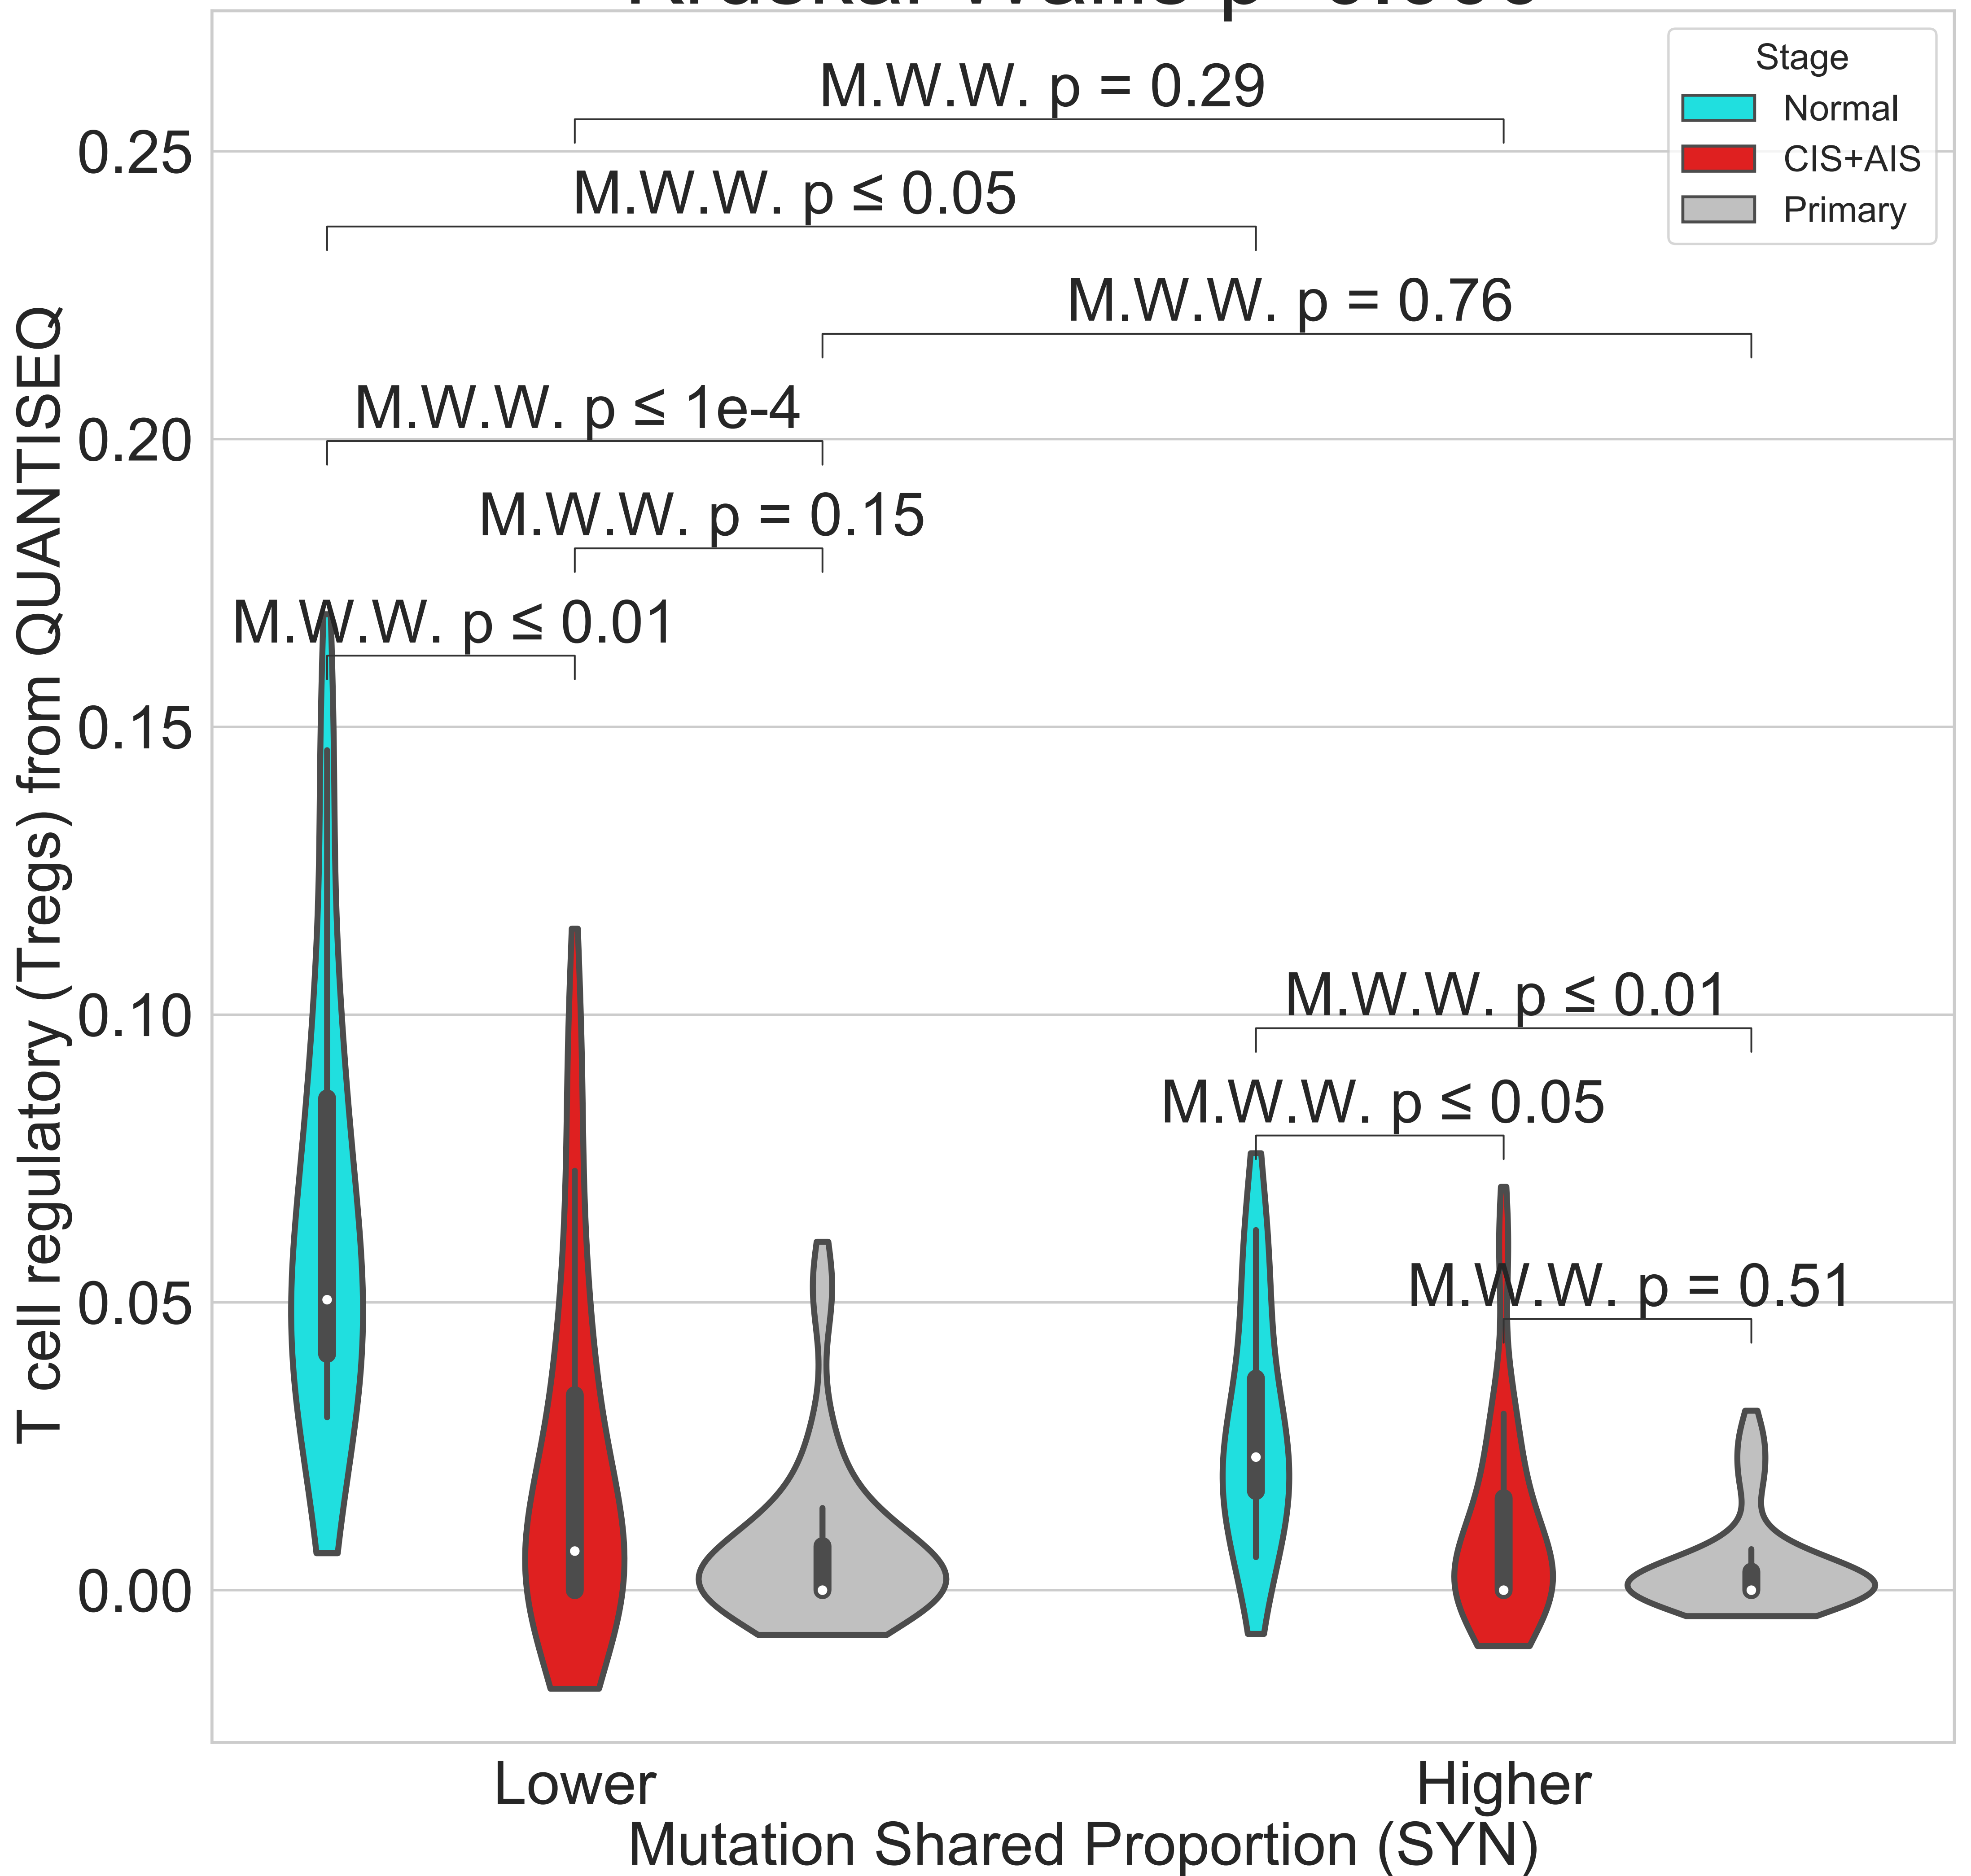 Stage
Normal
CIS+AIS
Primary
M.W.W. p = 0.29
M.W.W. p ≤ 0.05
M.W.W. p = 0.76
M.W.W. p ≤ 1e-4
M.W.W. p = 0.15
M.W.W. p ≤ 0.01
M.W.W. p ≤ 0.01
M.W.W. p ≤ 0.05
M.W.W. p = 0.51
T cell regulatory (Tregs) from QUANTISEQ
0.25
0.20
0.15
0.10
0.05
0.00
Lower
Higher
Mutation Shared Proportion (SYN)